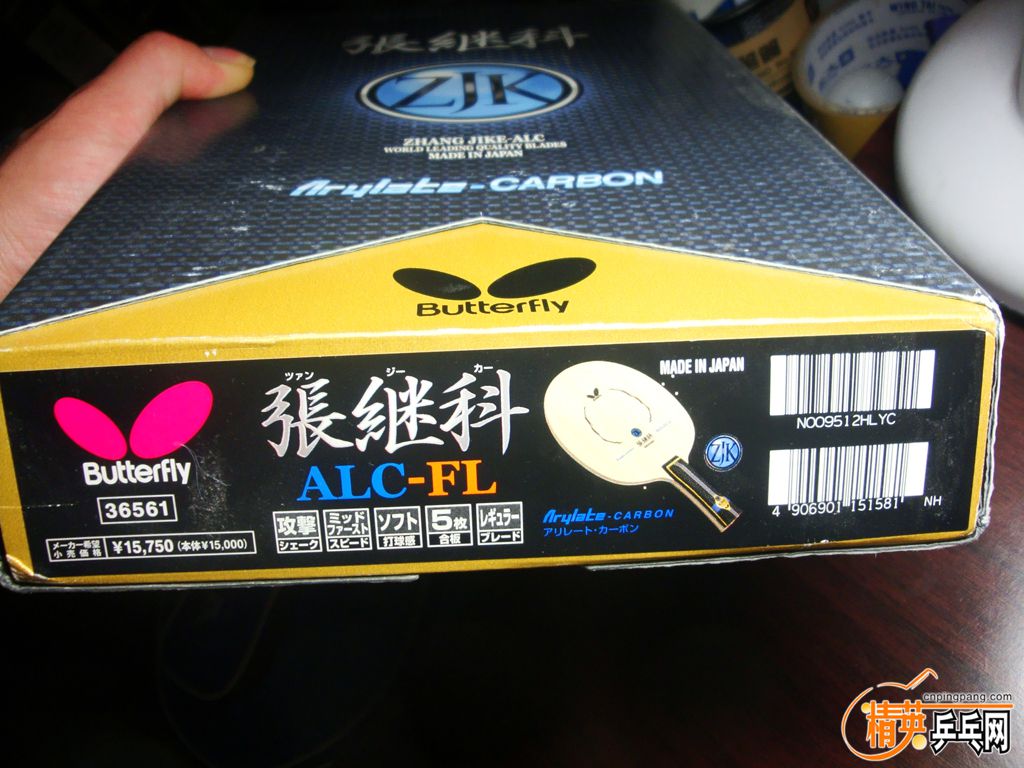 張継科
ZJK
ZHANG JIKE-ALC
WORLD LEADING QUALITY BLADES
MADE IN JAPAN
Arylate-CARBON
Butterfly
Butterfly
36561
メーカー希望
小売価格
¥15,750(本体¥15,000)
ツァン ジー カー
張継科
ALC-FL
攻撃
シェーク
ミッド
ファースト
スピード
ソフト
打球感
5枚
合板
レギュラー
ブレード
MADE IN JAPAN
ZJK
Arylate-CARBON
アリレート・カーボン
N009512HLYC
4 906901 151581 NH
cnpingpang.com
精英乒乓网